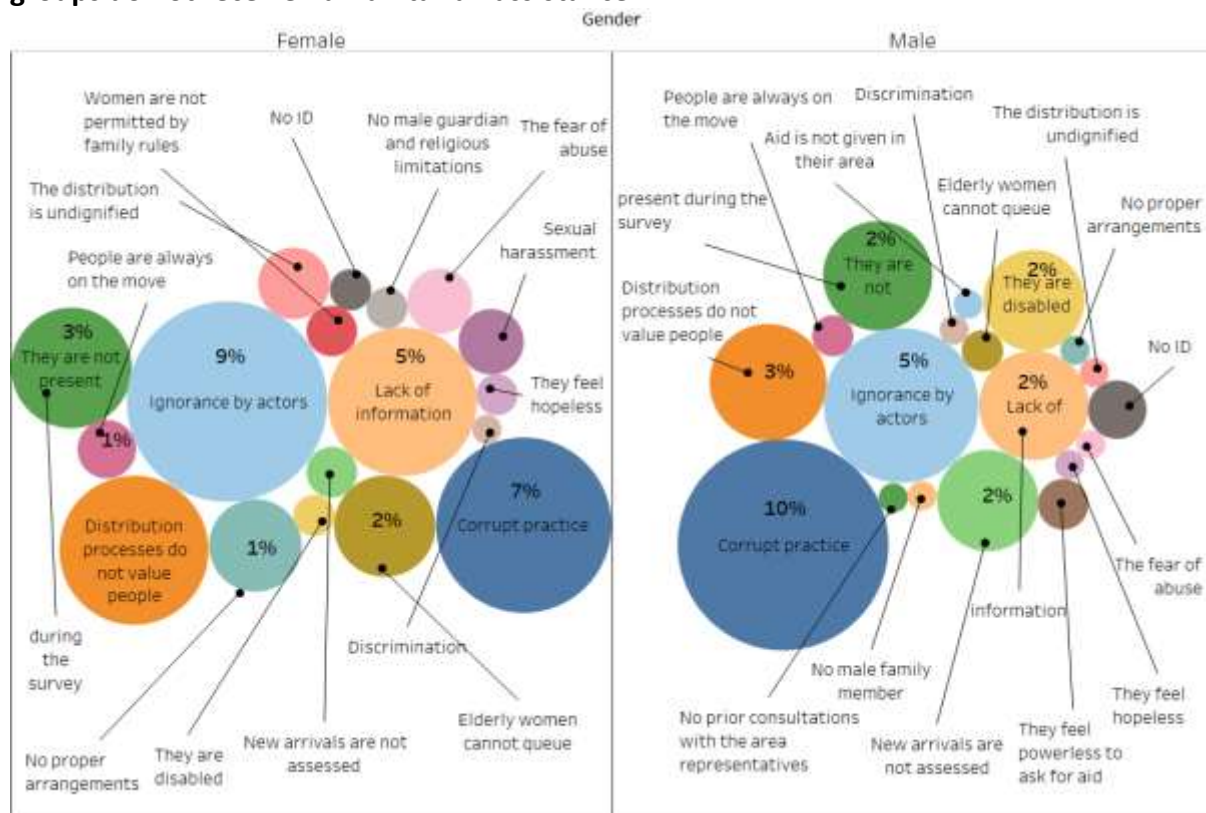 Gender
Female
Male
Women are not
permitted by
family rules
No ID
No male guardian
and religious
limitations
The fear of
abuse
The distribution
is undignified
Sexual
harassment
People are always
on the move
3%
They are not
present
9%
Ignorance by actors
5%
Lack of
information
They feel
hopeless
1%
7%
Corrupt practice
Distribution
processes do
not value
people
1%
2%
during
the
survey
Discrimination
No proper
arrangements
They are
disabled
New arrivals are not
assessed
Elderly women
cannot queue
People are always on
the move
Discrimination
Aid is not given in
their area
The distribution is
undignified
Elderly women
cannot queue
No proper
arrangements
present during the
survey
2%
They are
not
2%
They are
disabled
Distribution
processes do not
value people
3%
5%
Ignorance by
actors
2%
Lack of
No ID
10%
Corrupt practice
2%
The fear of
abuse
information
No male family
member
They feel
hopeless
No prior consultations
with the area
representatives
New arrivals are
not assessed
They feel
powerless to
ask for aid